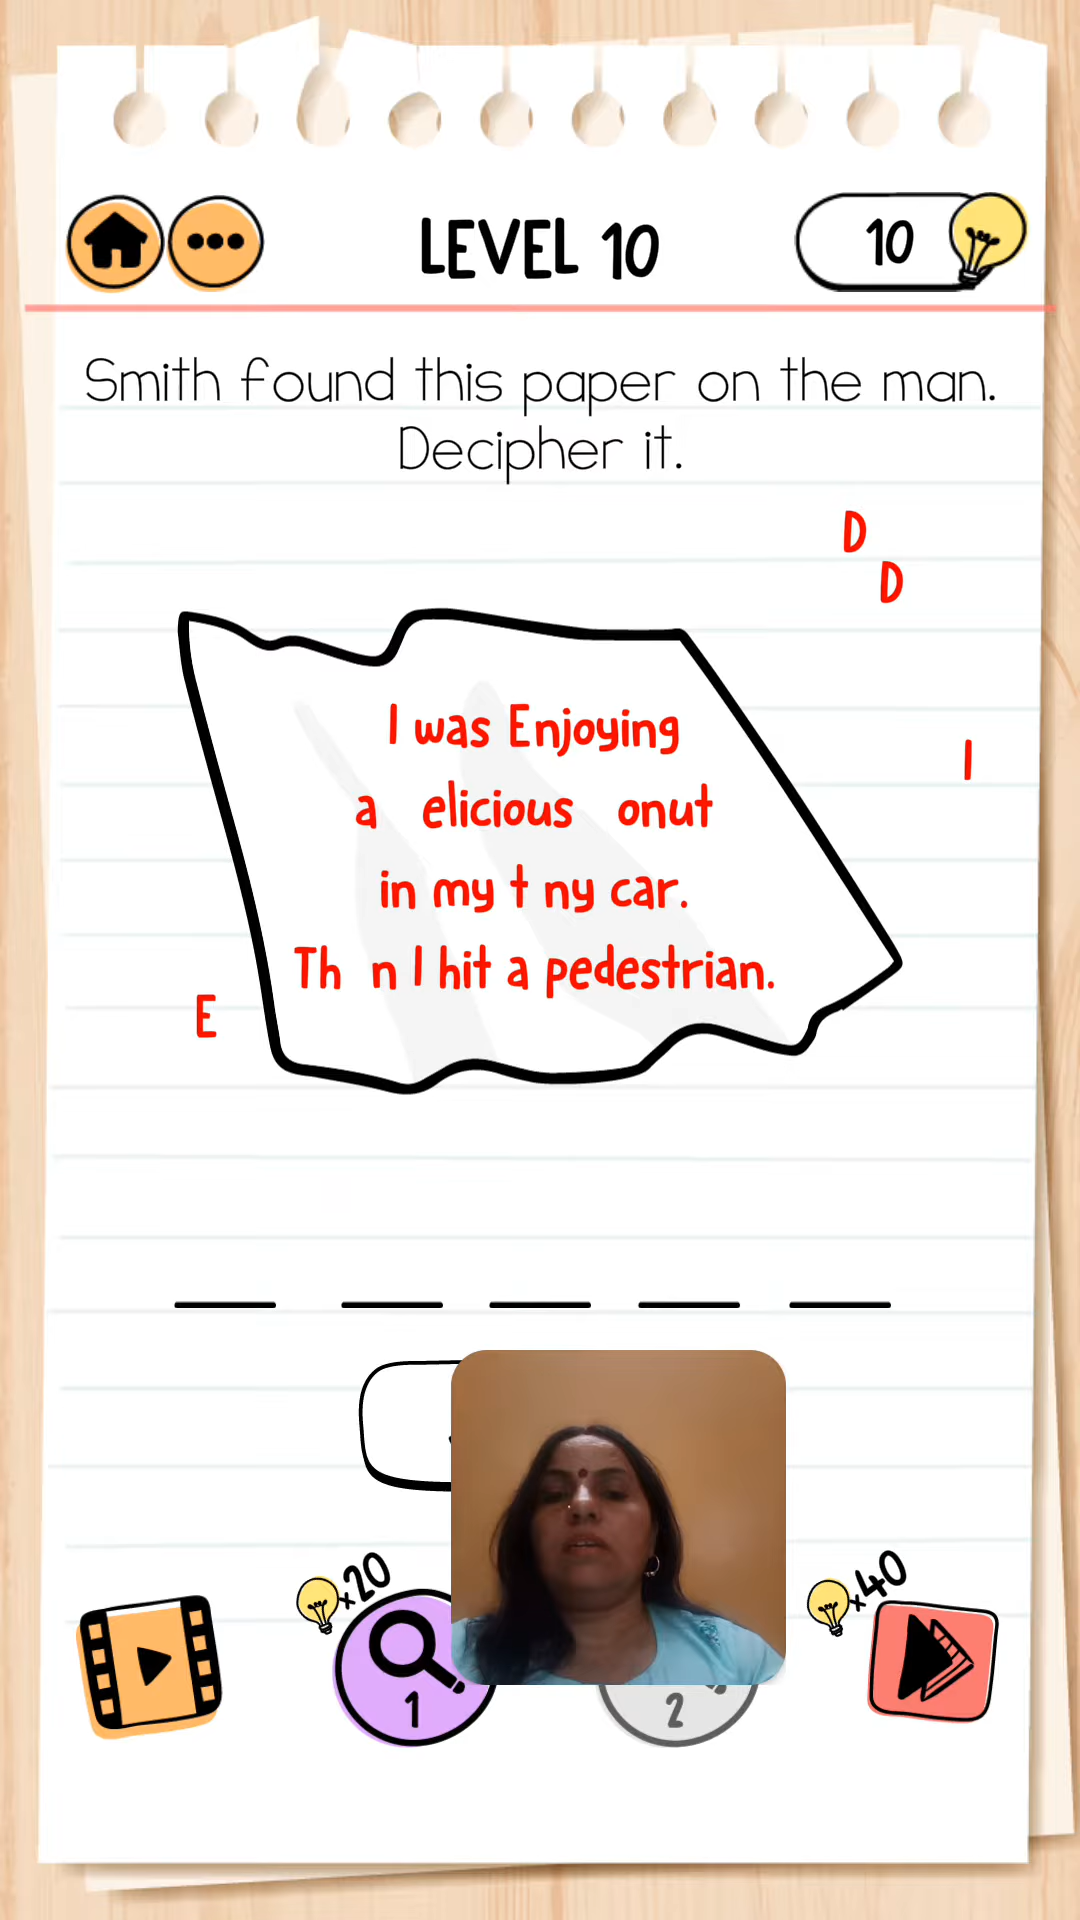 LEVEL 10
10
Smith found this paper on the man.
Decipher it.
D
D
I was Enjoying
I
a elicious onut
in my t ny car.
Th n I hit a pedestrian.
E
x20
x40
1
2